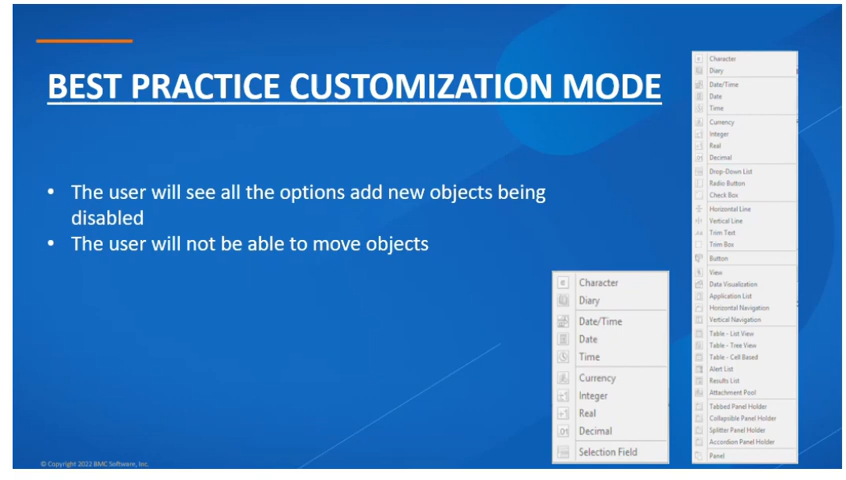 BEST PRACTICE CUSTOMIZATION MODE
• The user will see all the options add new objects being
disabled
• The user will not be able to move objects
Character
Diary
Date/Time
Date
Time
Currency
Integer
Real
Decimal
Selection Field
Character
Diary
Date/Time
Date
Time
Currency
Integer
Real
Decimal
Drop-Down List
Radio Button
Check Box
Horizontal Line
Vertical Line
Trim Text
Trim Box
Button
View
Data Visualization
Application List
Horizontal Navigation
Vertical Navigation
Table - List View
Table - Tree View
Table - Cell Based
Alert List
Results List
Attachment Pool
Tabbed Panel Holder
Collapsible Panel Holder
Splitter Panel Holder
Accordion Panel Holder
Panel
© Copyright 2022 BMC Software, Inc.